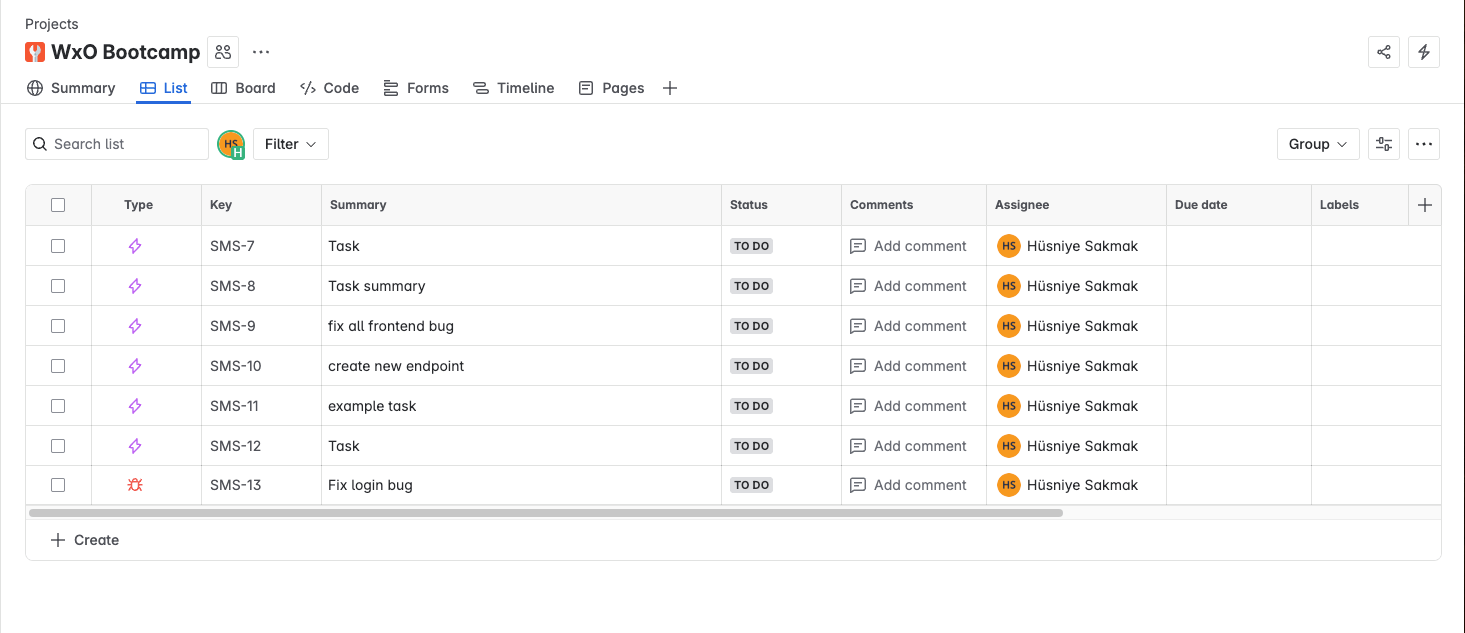 Projects
WxO Bootcamp
Summary List Board Code Forms Timeline Pages
Search list HS H Filter Group
Type Key Summary Status Comments Assignee Due date Labels
SMS-7 Task TO DO Add comment HS Hüsniye Sakmak
SMS-8 Task summary TO DO Add comment HS Hüsniye Sakmak
SMS-9 fix all frontend bug TO DO Add comment HS Hüsniye Sakmak
SMS-10 create new endpoint TO DO Add comment HS Hüsniye Sakmak
SMS-11 example task TO DO Add comment HS Hüsniye Sakmak
SMS-12 Task TO DO Add comment HS Hüsniye Sakmak
SMS-13 Fix login bug TO DO Add comment HS Hüsniye Sakmak
Create